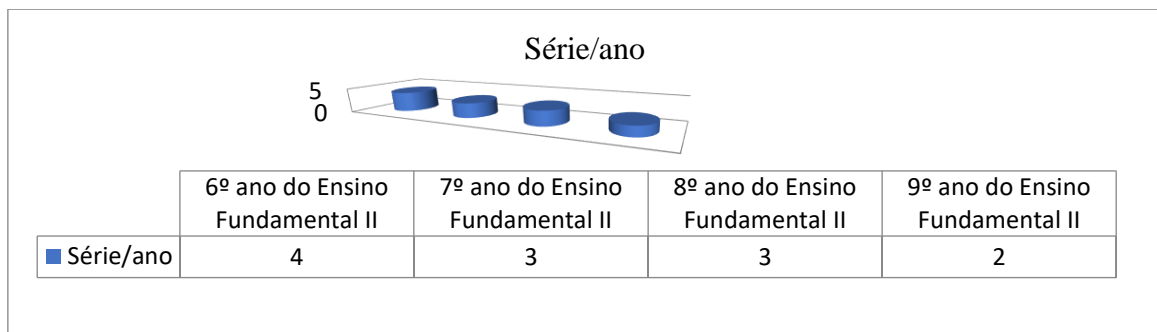 Série/ano
5
0
6º ano do Ensino Fundamental II
7º ano do Ensino Fundamental II
8º ano do Ensino Fundamental II
9º ano do Ensino Fundamental II
Série/ano 4 3 3 2